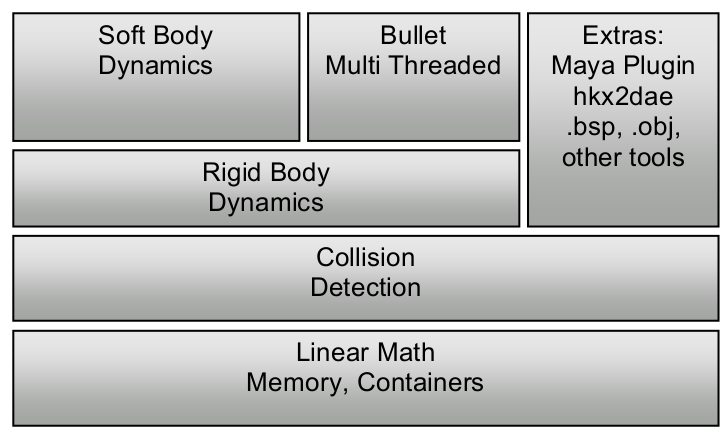 Soft Body
Dynamics
Bullet
Multi Threaded
Extras:
Maya Plugin
hkx2dae
.bsp, .obj,
other tools
Rigid Body
Dynamics
Collision
Detection
Linear Math
Memory, Containers